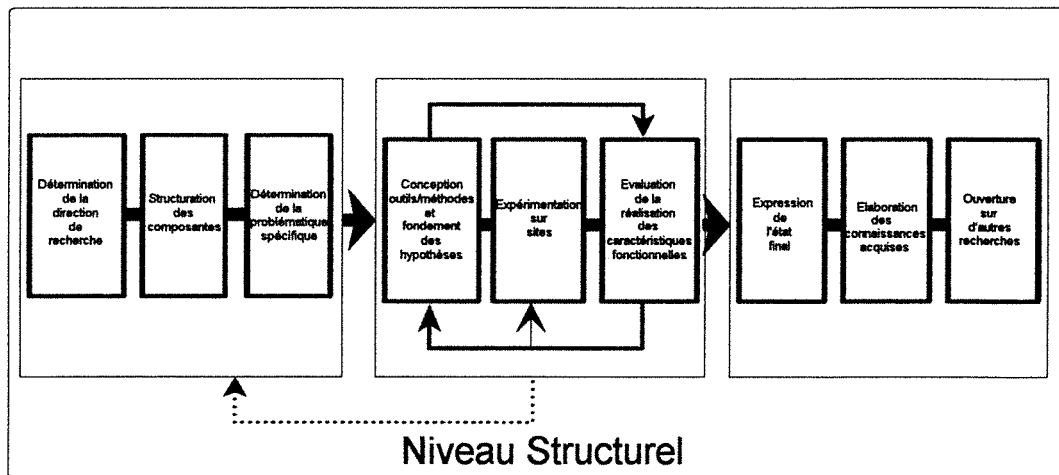 Détermination
de la
direction
de
recherche
Structuration
des
composantes
Détermination
de la
problématique
spécifique
Conception
outils/méthodes
et
fondement
des
hypothèses
Expérimentation
sur
sites
Evaluation
de la
réalisation
des
caractéristiques
fonctionnelles
Expression
de
l'état
final
Elaboration
des
connaissances
acquises
Ouverture
sur
d'autres
recherches
Niveau Structurel